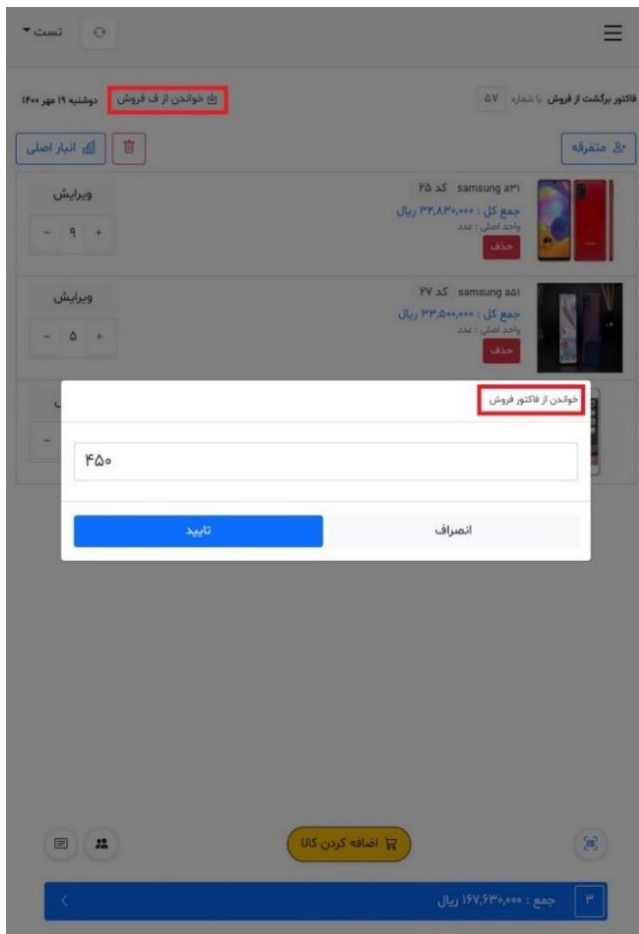 تست
فاکتور برگشت از فروش با شماره ۵۷
خواندن از ف فروش
دوشنبه ۱۹ مهر ۱۴۰۰
متفرقه
انبار اصلی
samsung a۳۱ کد ۲۵
جمع کل : ۳۴,۸۳۰,۰۰۰ ریال
واحد اصلی : عدد
حذف
ویرایش
- ۹ +
samsung a۵۱ کد ۲۷
جمع کل : ۳۳,۵۰۰,۰۰۰ ریال
واحد اصلی : عدد
حذف
ویرایش
- ۵ +
خواندن از فاکتور فروش
۴۵۰
انصراف
تایید
اضافه کردن کالا
۳
جمع : ۱۶۷,۶۳۰,۰۰۰ ریال